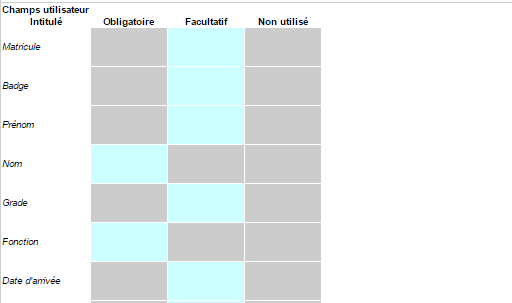 Champs utilisateur
Intitulé Obligatoire Facultatif Non utilisé
Matricule
Badge
Prénom
Nom
Grade
Fonction
Date d'arrivée